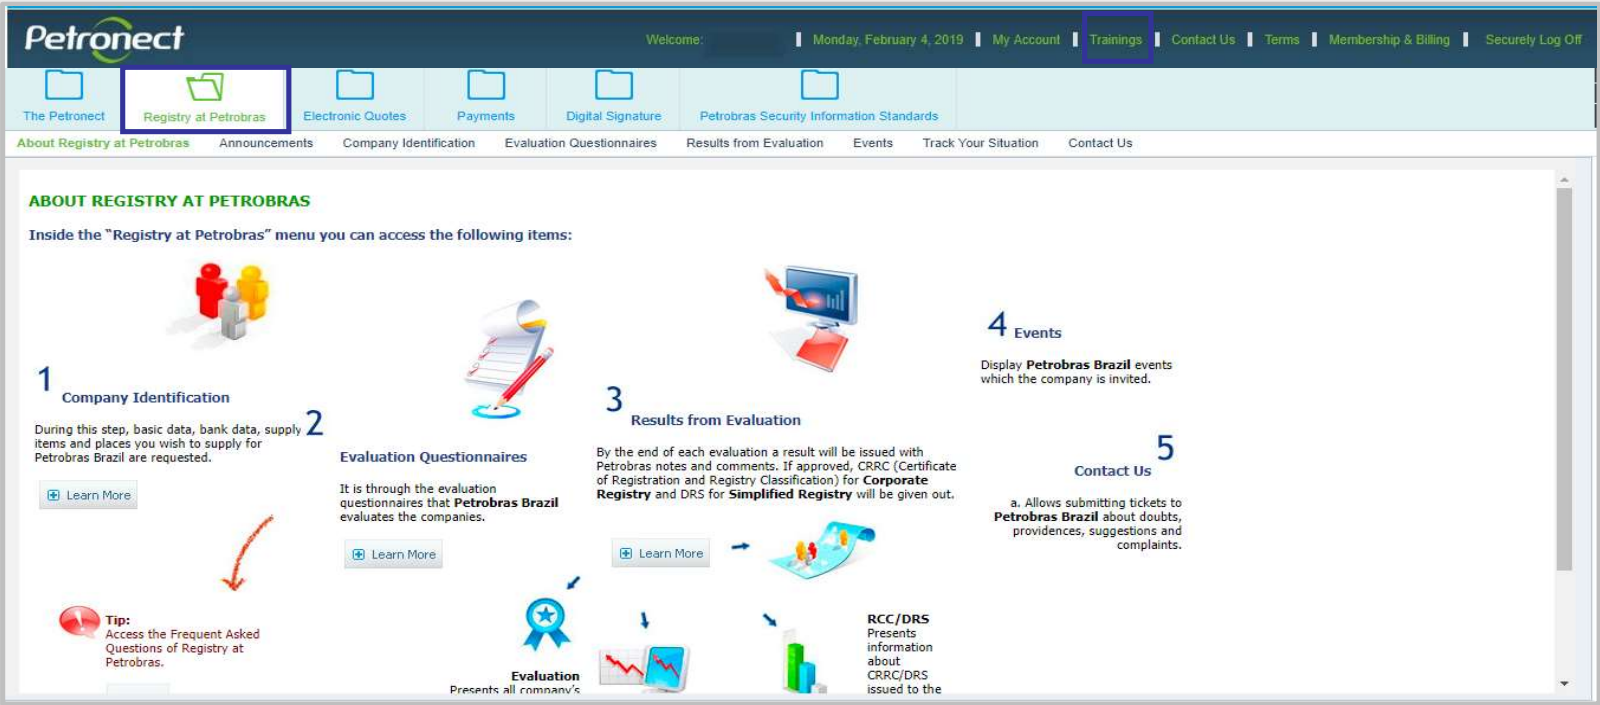 Petronect
Welcome: Monday, February 4, 2019 My Account Trainings Contact Us Terms Membership & Billing Securely Log Off
The Petronect Registry at Petrobras Electronic Quotes Payments Digital Signature Petrobras Security Information Standards
About Registry at Petrobras Announcements Company Identification Evaluation Questionnaires Results from Evaluation Events Track Your Situation Contact Us
ABOUT REGISTRY AT PETROBRAS
Inside the “Registry at Petrobras” menu you can access the following items:
1 Company Identification
During this step, basic data, bank data, supply
items and places you wish to supply for
Petrobras Brazil are requested.
Learn More
Tip:
Access the Frequent Asked
Questions of Registry at
Petrobras.
2
Evaluation Questionnaires
It is through the evaluation
questionnaires that Petrobras Brazil
evaluates the companies.
Learn More
3
Results from Evaluation
By the end of each evaluation a result will be issued with
Petrobras notes and comments. If approved, CRRC (Certificate
of Registration and Registry Classification) for Corporate
Registry and DRS for Simplified Registry will be given out.
Learn More
Evaluation
Presents all company's
RCC/DRS
Presents
information
about
CRRC/DRS
issued to the
4 Events
Display Petrobras Brazil events
which the company is invited.
5
Contact Us
a. Allows submitting tickets to
Petrobras Brazil about doubts,
providences, suggestions and
complaints.